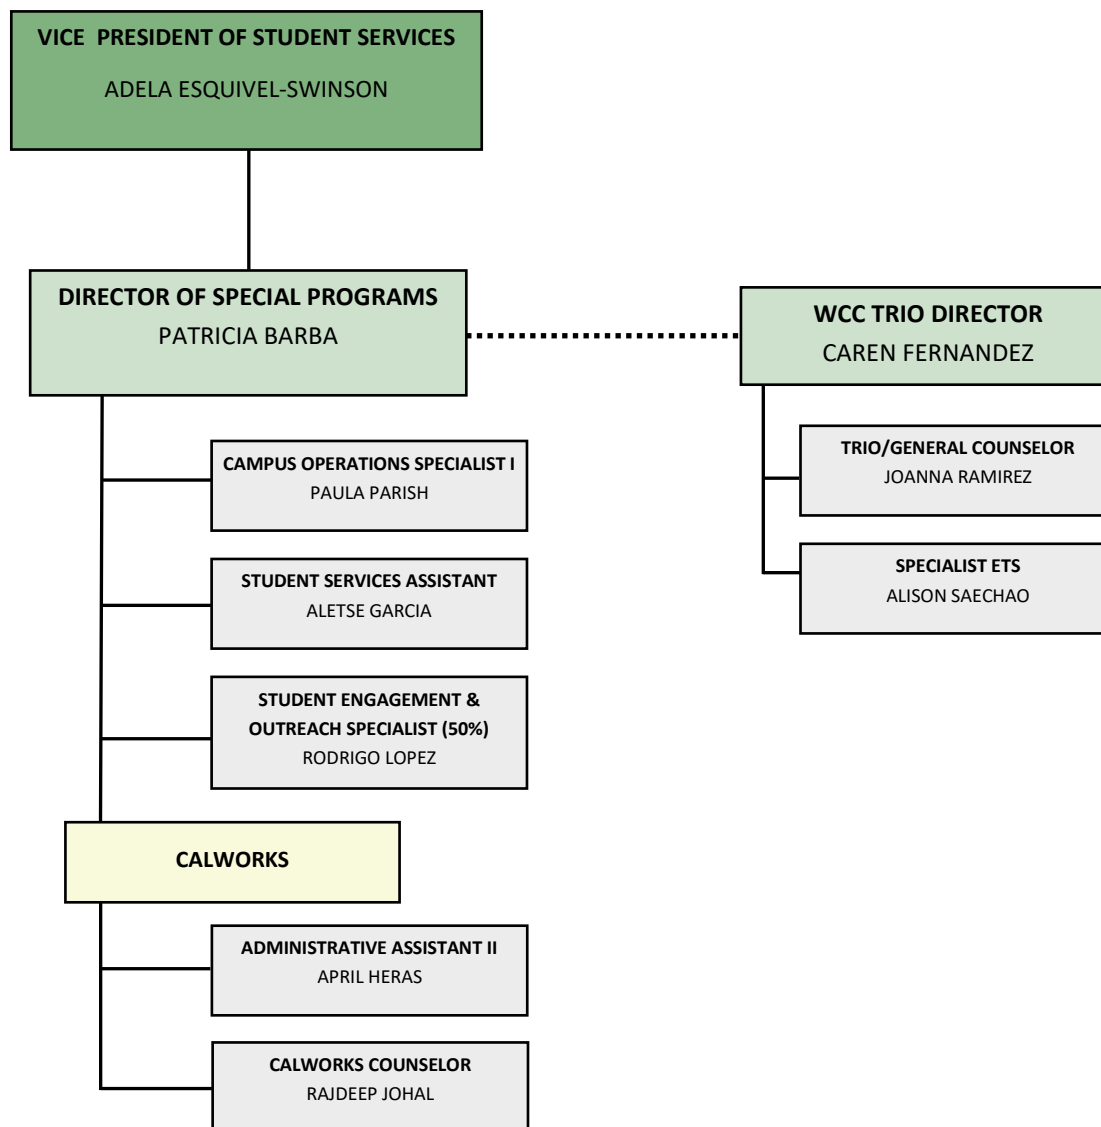 VICE PRESIDENT OF STUDENT SERVICES
ADELA ESQUIVEL-SWINSON
DIRECTOR OF SPECIAL PROGRAMS
PATRICIA BARBA
WCC TRIO DIRECTOR
CAREN FERNANDEZ
CAMPUS OPERATIONS SPECIALIST I
PAULA PARISH
TRIO/GENERAL COUNSELOR
JOANNA RAMIREZ
STUDENT SERVICES ASSISTANT
ALETSE GARCIA
SPECIALIST ETS
ALISON SAECHAO
STUDENT ENGAGEMENT &
OUTREACH SPECIALIST (50%)
RODRIGO LOPEZ
CALWORKS
ADMINISTRATIVE ASSISTANT II
APRIL HERAS
CALWORKS COUNSELOR
RAJDEEP JOHAL